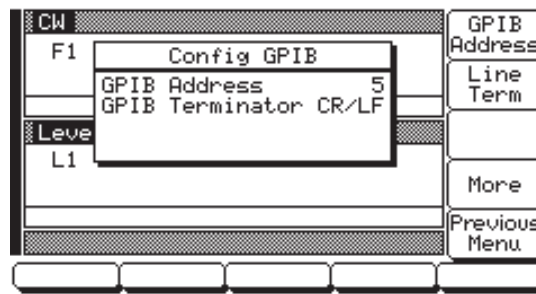 CW
F1
Config GPIB
GPIB Address 5
GPIB Terminator CR/LF
Leve
L1
GPIB
Address
Line
Term
More
Previous
Menu